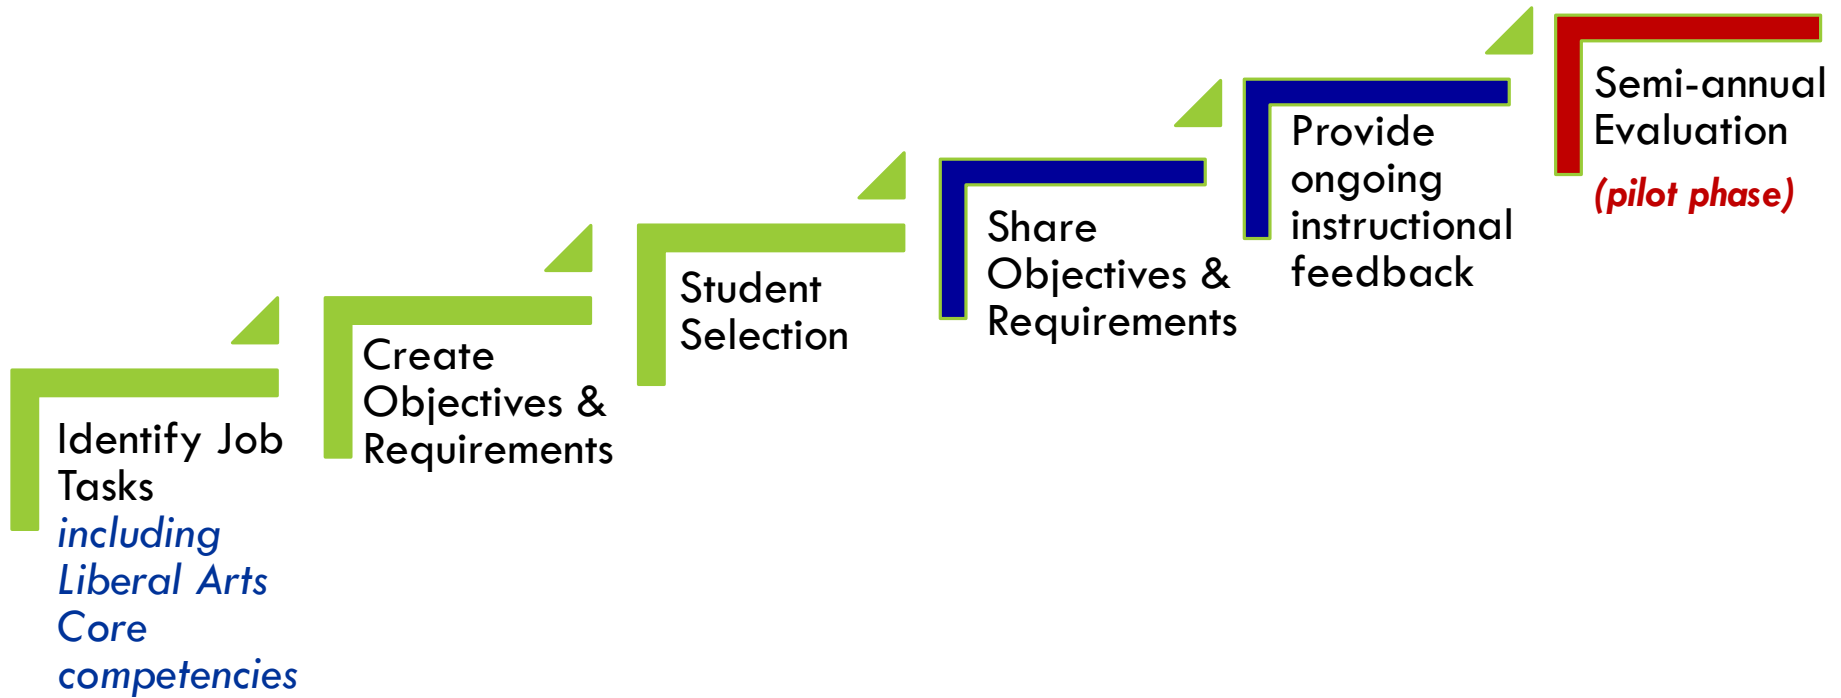 Identify Job
Tasks
including
Liberal Arts
Core
competencies
Create
Objectives &
Requirements
Student
Selection
Share
Objectives &
Requirements
Provide
ongoing
instructional
feedback
Semi-annual
Evaluation
(pilot phase)